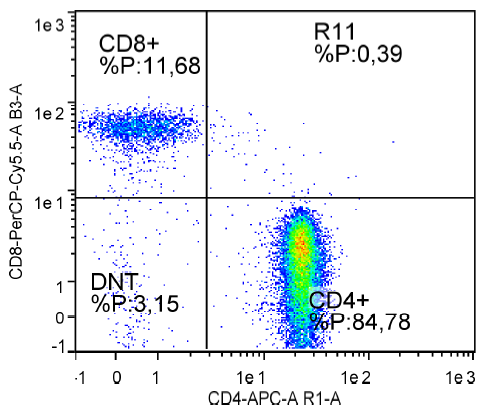 1e3
CD8+
%P:11,68
R11
%P:0,39
1e2
CD8-PerCP-Cy5.5-A B3-A
1e1
DNT
%P:3,15
CD4+
%P:84,78
1
0
-1
-1 0 1 1e1 1e2 1e3
CD4-APC-A R1-A